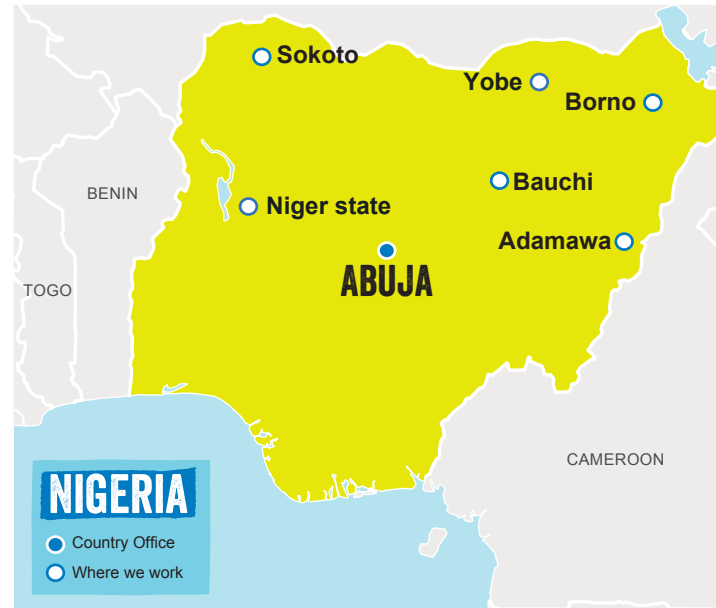 Sokoto
Yobe
Borno
BENIN
Bauchi
Niger state
Adamawa
ABUJA
TOGO
CAMEROON
NIGERIA
Country Office
Where we work